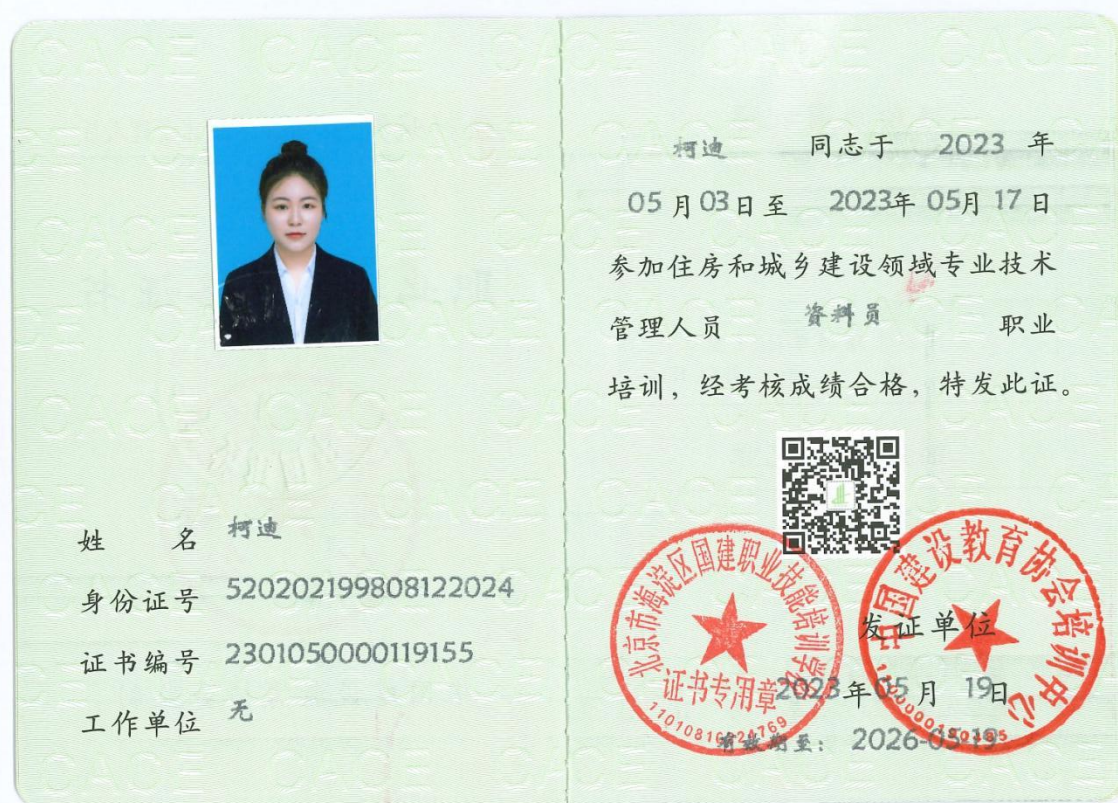 姓 名 柯迪
身份证号 520202199808122024
证书编号 2301050000119155
工作单位 无
柯迪 同志于 2023 年
05 月 03 日 至 2023年 05月 17 日
参加住房和城乡建设领域专业技术
管理人员 资料员 职业
培训，经考核成绩合格，特发此证。
北京市海淀区国建职业技能培训学校
证书专用章
中国建设教育协会培训中心
发证单位
2023年05月 19日
有效期至： 2026-05-19
CACE